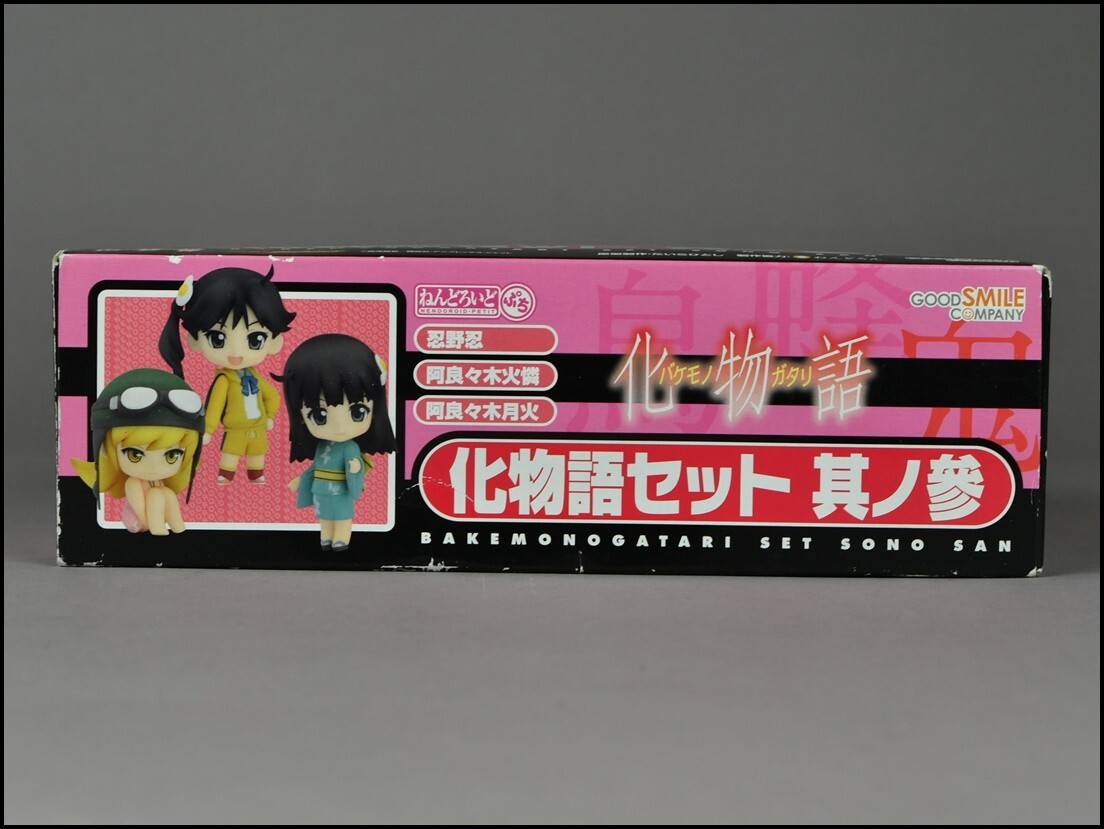 ねんどろいど ぷち
NENDOROID PETIT
忍野忍
阿良々木火憐
阿良々木月火
GOOD SMILE
COMPANY
化物語
バケモノガタリ
化物語セット 其ノ參
BAKEMONOGATARI SET SONO SAN